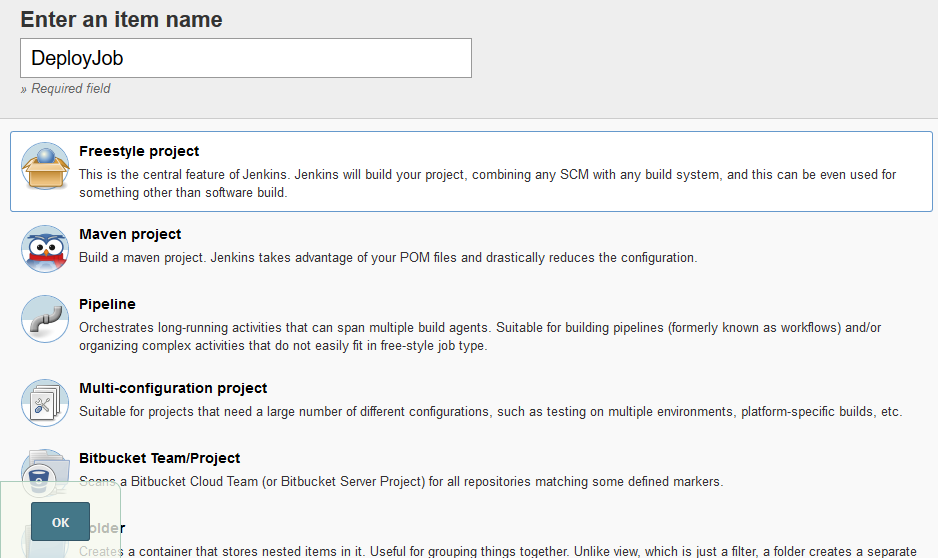 Enter an item name
DeployJob
» Required field
Freestyle project
This is the central feature of Jenkins. Jenkins will build your project, combining any SCM with any build system, and this can be even used for
something other than software build.
Maven project
Build a maven project. Jenkins takes advantage of your POM files and drastically reduces the configuration.
Pipeline
Orchestrates long-running activities that can span multiple build agents. Suitable for building pipelines (formerly known as workflows) and/or
organizing complex activities that do not easily fit in free-style job type.
Multi-configuration project
Suitable for projects that need a large number of different configurations, such as testing on multiple environments, platform-specific builds, etc.
Bitbucket Team/Project
Scans a Bitbucket Cloud Team (or Bitbucket Server Project) for all repositories matching some defined markers.
OK
Folder
Creates a container that stores nested items in it. Useful for grouping things together. Unlike view, which is just a filter, a folder creates a separate